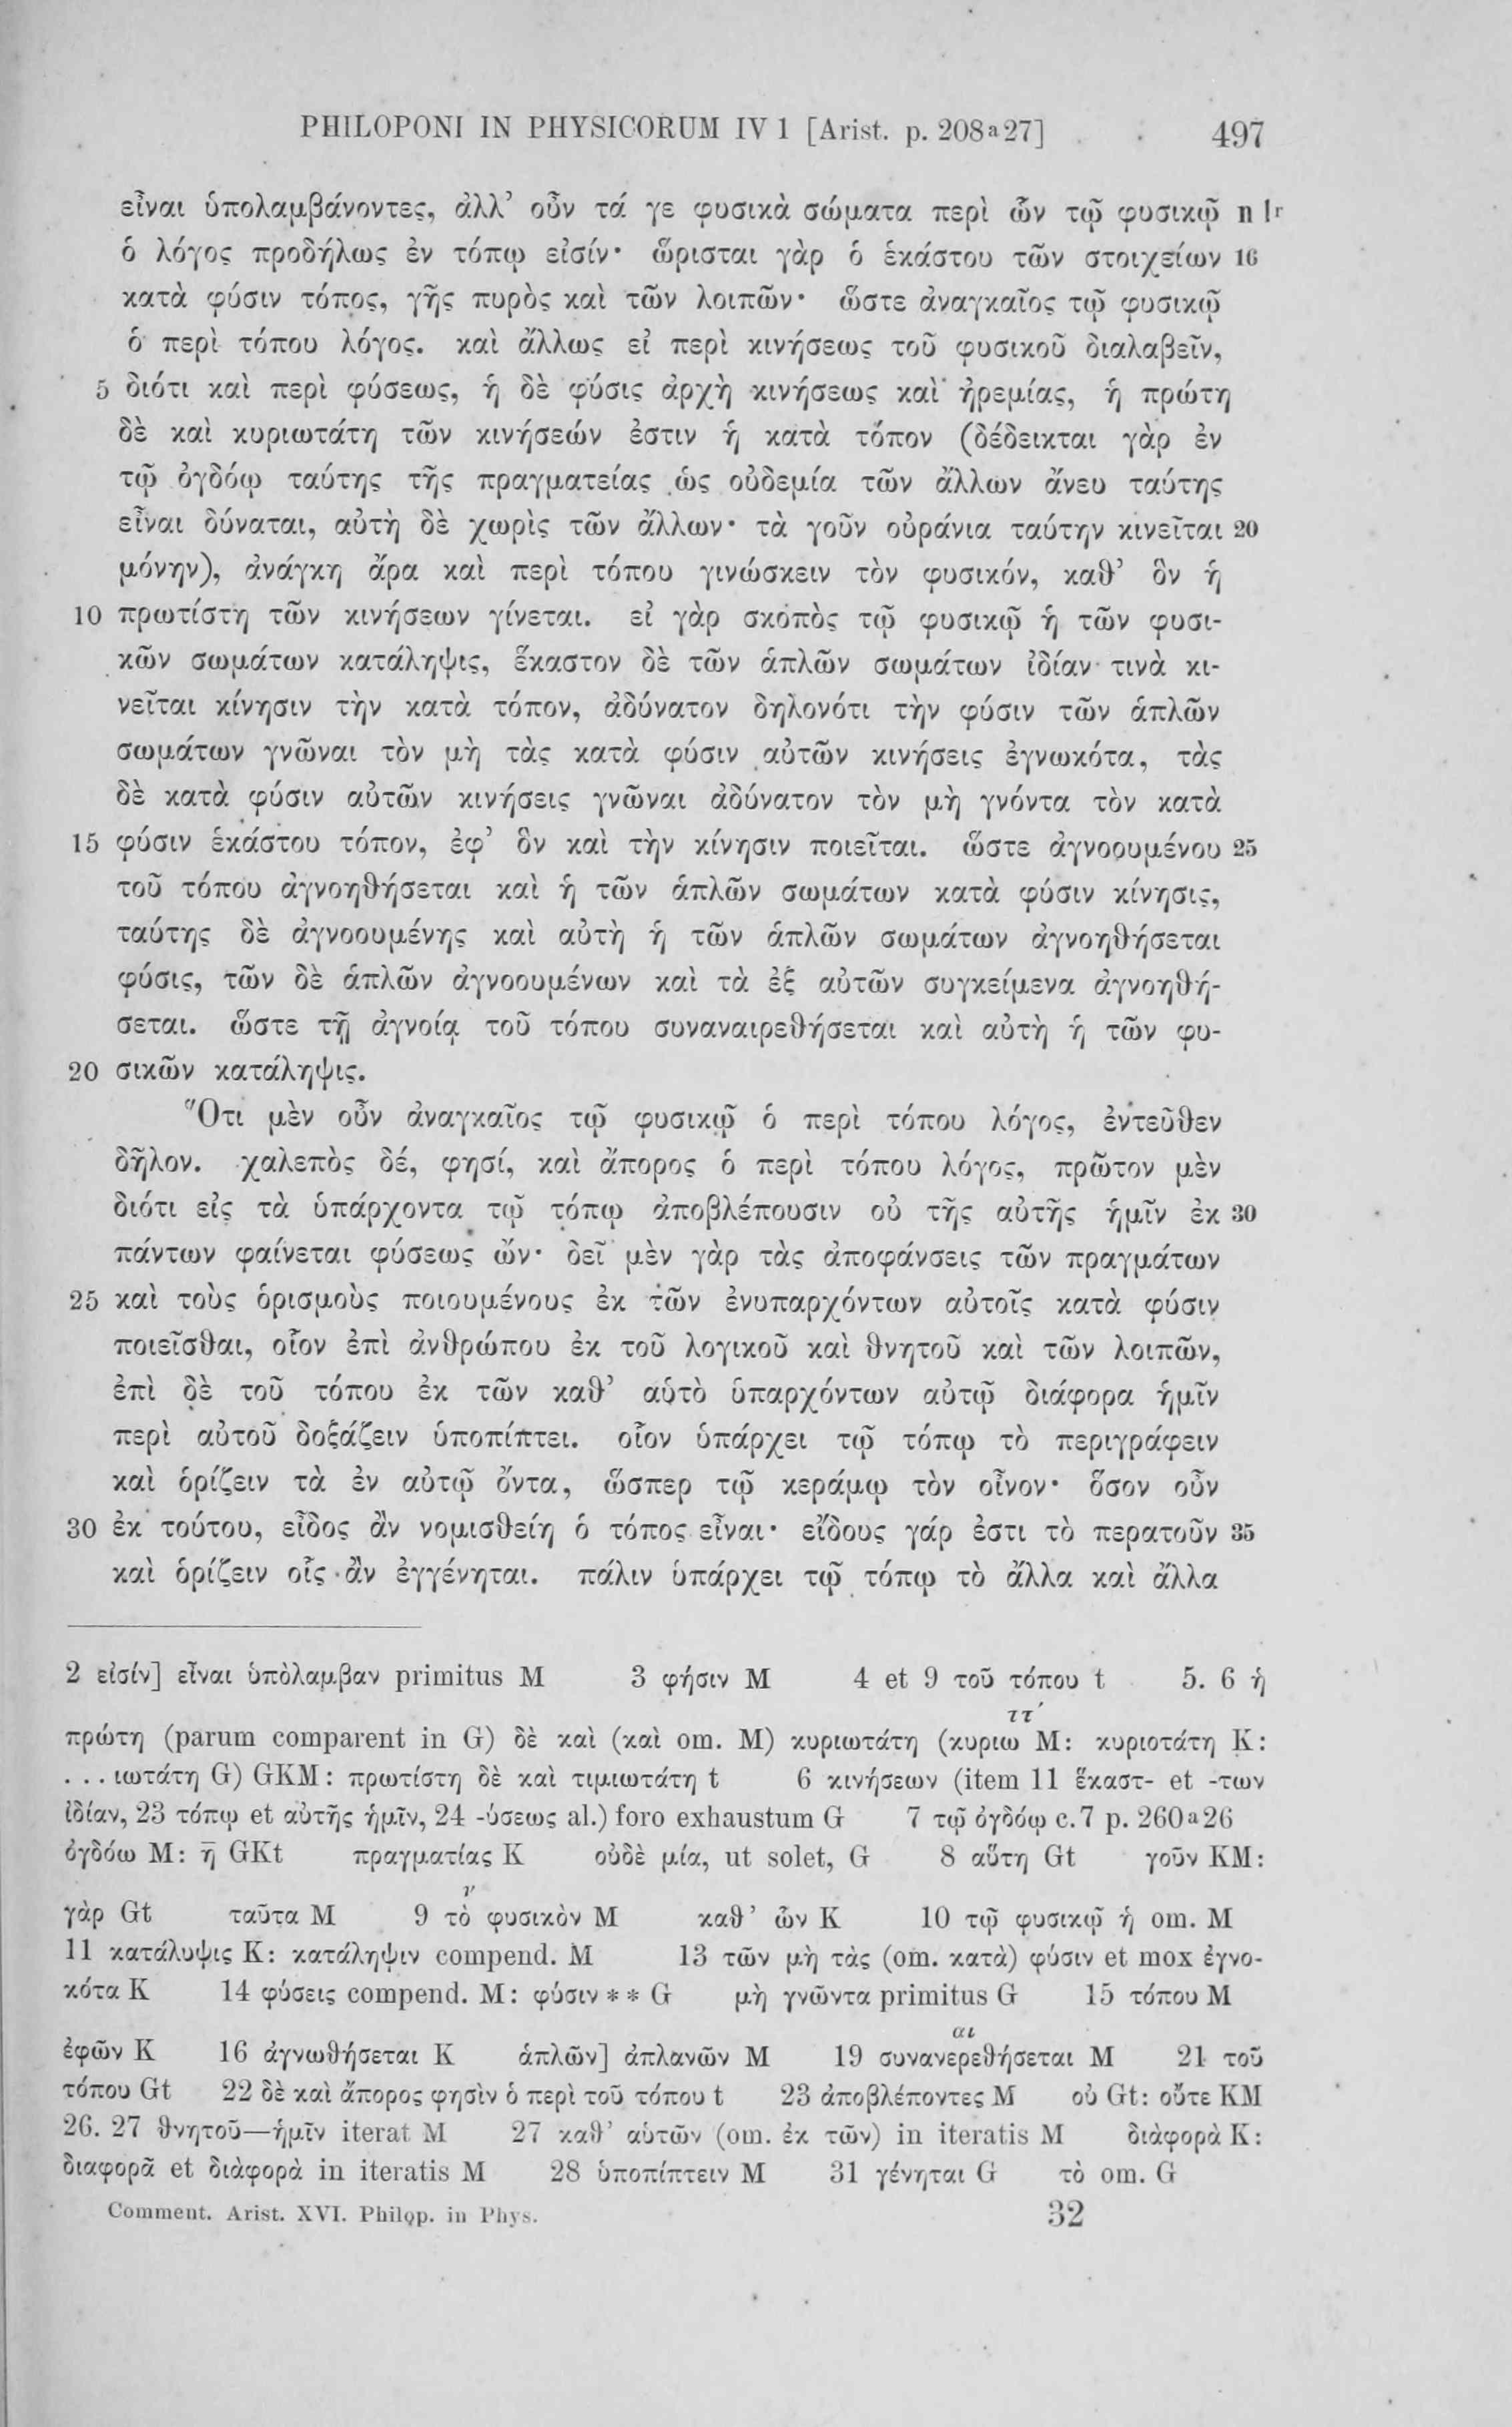 PHILOPONI IN PHYSICORUM IV 1 [Arist. p. 208a27] 497
εἶναι ὑπολαμβάνοντες, ἀλλ’ οὖν τά γε φυσικὰ σώματα περὶ ὧν τῷ φυσικῷ n 1r
ὁ λόγος προδήλως ἐν τόπῳ εἰσίν· ὥρισται γὰρ ὁ ἑκάστου τῶν στοιχείων 16
κατὰ φύσιν τόπος, γῆς πυρὸς καὶ τῶν λοιπῶν· ὥστε ἀναγκαῖος τῷ φυσικῷ
ὁ περὶ τόπου λόγος. καὶ ἄλλως εἰ περὶ κινήσεως τοῦ φυσικοῦ διαλαβεῖν,
5 διότι καὶ περὶ φύσεως, ἡ δὲ φύσις ἀρχὴ κινήσεως καὶ ἠρεμίας, ἡ πρώτη
δὲ καὶ κυριωτάτη τῶν κινήσεών ἐστιν ἡ κατὰ τόπον (δέδεικται γὰρ ἐν
τῷ ὀγδόῳ ταύτης τῆς πραγματείας ὡς οὐδεμία τῶν ἄλλων ἄνευ ταύτης
εἶναι δύναται, αὐτὴ δὲ χωρὶς τῶν ἄλλων· τὰ γοῦν οὐράνια ταύτην κινεῖται 20
μόνην), ἀνάγκη ἄρα καὶ περὶ τόπου γινώσκειν τὸν φυσικόν, καθ’ ὃν ἡ
10 πρωτίστη τῶν κινήσεων γίνεται. εἰ γὰρ σκοπὸς τῷ φυσικῷ ἡ τῶν φυσι-
κῶν σωμάτων κατάληψις, ἕκαστον δὲ τῶν ἁπλῶν σωμάτων ἰδίαν τινὰ κι-
νεῖται κίνησιν τὴν κατὰ τόπον, ἀδύνατον δηλονότι τὴν φύσιν τῶν ἁπλῶν
σωμάτων γνῶναι τὸν μὴ τὰς κατὰ φύσιν αὐτῶν κινήσεις ἐγνωκότα, τὰς
δὲ κατὰ φύσιν αὐτῶν κινήσεις γνῶναι ἀδύνατον τὸν μὴ γνόντα τὸν κατὰ
15 φύσιν ἑκάστου τόπον, ἐφ’ ὃν καὶ τὴν κίνησιν ποιεῖται. ὥστε ἀγνοουμένου 25
τοῦ τόπου ἀγνοηθήσεται καὶ ἡ τῶν ἁπλῶν σωμάτων κατὰ φύσιν κίνησις,
ταύτης δὲ ἀγνοουμένης καὶ αὐτὴ ἡ τῶν ἁπλῶν σωμάτων ἀγνοηθήσεται
φύσις, τῶν δὲ ἁπλῶν ἀγνοουμένων καὶ τὰ ἐξ αὐτῶν συγκείμενα ἀγνοηθή-
σεται. ὥστε τῇ ἀγνοίᾳ τοῦ τόπου συναναιρεθήσεται καὶ αὐτὴ ἡ τῶν φυ-
20 σικῶν κατάληψις.
Ὅτι μὲν οὖν ἀναγκαῖος τῷ φυσικῷ ὁ περὶ τόπου λόγος, ἐντεῦθεν
δῆλον. χαλεπὸς δέ, φησί, καὶ ἄπορος ὁ περὶ τόπου λόγος, πρῶτον μὲν
διότι εἰς τὰ ὑπάρχοντα τῷ τόπῳ ἀποβλέπουσιν οὐ τῆς αὐτῆς ἡμῖν ἐκ 30
πάντων φαίνεται φύσεως ὤν· δεῖ μὲν γὰρ τὰς ἀποφάνσεις τῶν πραγμάτων
25 καὶ τοὺς ὁρισμοὺς ποιουμένους ἐκ τῶν ἐνυπαρχόντων αὐτοῖς κατὰ φύσιν
ποιεῖσθαι, οἷον ἐπὶ ἀνθρώπου ἐκ τοῦ λογικοῦ καὶ θνητοῦ καὶ τῶν λοιπῶν,
ἐπὶ δὲ τοῦ τόπου ἐκ τῶν καθ’ αὑτὸ ὑπαρχόντων αὐτῷ διάφορα ἡμῖν
περὶ αὐτοῦ δοξάζειν ὑποπίπτει. οἷον ὑπάρχει τῷ τόπῳ τὸ περιγράφειν
καὶ ὁρίζειν τὰ ἐν αὐτῷ ὄντα, ὥσπερ τῷ κεράμῳ τὸν οἶνον· ὅσον οὖν
30 ἐκ τούτου, εἶδος ἂν νομισθείη ὁ τόπος εἶναι· εἴδους γάρ ἐστι τὸ περατοῦν 35
καὶ ὁρίζειν οἷς ἂν ἐγγένηται. πάλιν ὑπάρχει τῷ τόπῳ τὸ ἄλλα καὶ ἄλλα
2 εἰσίν] εἶναι ὑπὸλαμβαν primitus M 3 φήσιν M 4 et 9 τοῦ τόπου t 5. 6 ἡ
πρώτη (parum comparent in G) δὲ καὶ (καὶ om. M) κυριωτάτη (κυριωττ´ M: κυριοτάτη K:
...ιωτάτη G) GKM: πρωτίστη δὲ καὶ τιμιωτάτη t 6 κινήσεων (item 11 ἕκαστ- et -των
ἰδίαν, 23 τόπῳ et αὐτῆς ἡμῖν, 24 -ύσεως al.) foro exhaustum G 7 τῷ ὀγδόῳ c. 7 p. 260a26
ὀγδόω M: η̄ GKt πραγματίας K οὐδὲ μία, ut solet, G 8 αὕτη Gt γοῦν KM:
γὰρ Gt ταῦτα M 9 τὸν φυσικὸν M καθ’ ὧν K 10 τῷ φυσικῷ ἡ om. M
11 κατάλυψις K: κατάληψιν compend. M 13 τῶν μὴ τὰς (om. κατὰ) φύσιν et mox ἐγνο-
κότα K 14 φύσεις compend. M: φύσιν ** G μὴ γνῶντα primitus G 15 τόπου M
ἐφῶν K 16 ἀγνωθήσεται K ἁπλῶν] ἀπλανῶν M 19 συνανερεθήσεται αι M 21 τοῦ
τόπου Gt 22 δὲ καὶ ἄπορος φησὶν ὁ περὶ τοῦ τόπου t 23 ἀποβλέποντες M οὐ Gt: οὔτε KM
26. 27 θνητοῦ—ἡμῖν iterat M 27 καθ’ αὑτῶν (om. ἐκ τῶν) in iteratis M διὰφορὰ K:
διαφορᾶ et διὰφορὰ in iteratis M 28 ὑποπίπτειν M 31 γένηται G τὸ om. G
Comment. Arist. XVI. Philop. in Phys. 32